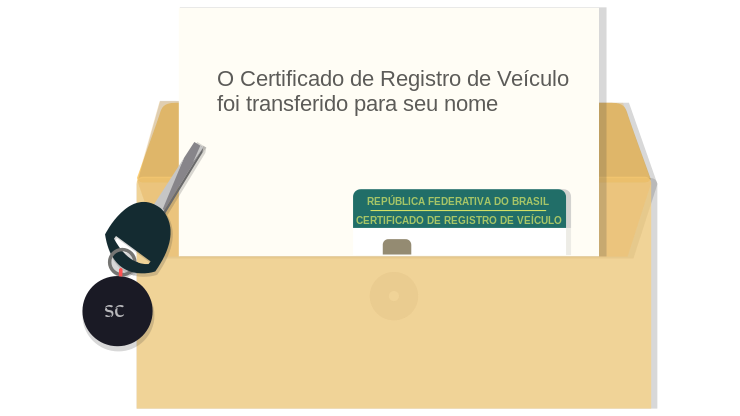 O Certificado de Registro de Veículo
foi transferido para seu nome
REPÚBLICA FEDERATIVA DO BRASIL
CERTIFICADO DE REGISTRO DE VEÍCULO
SC